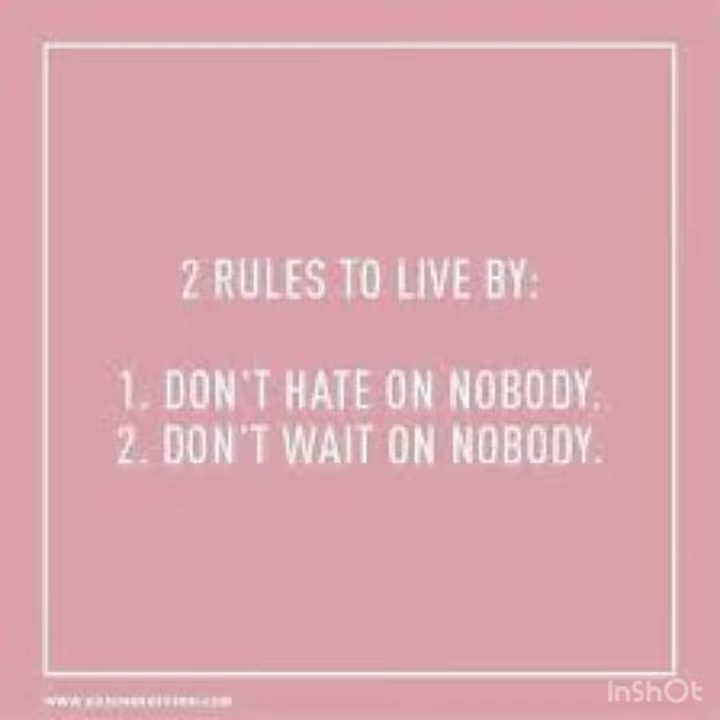 2 RULES TO LIVE BY:
1. DON'T HATE ON NOBODY.
2. DON'T WAIT ON NOBODY.
InShOt